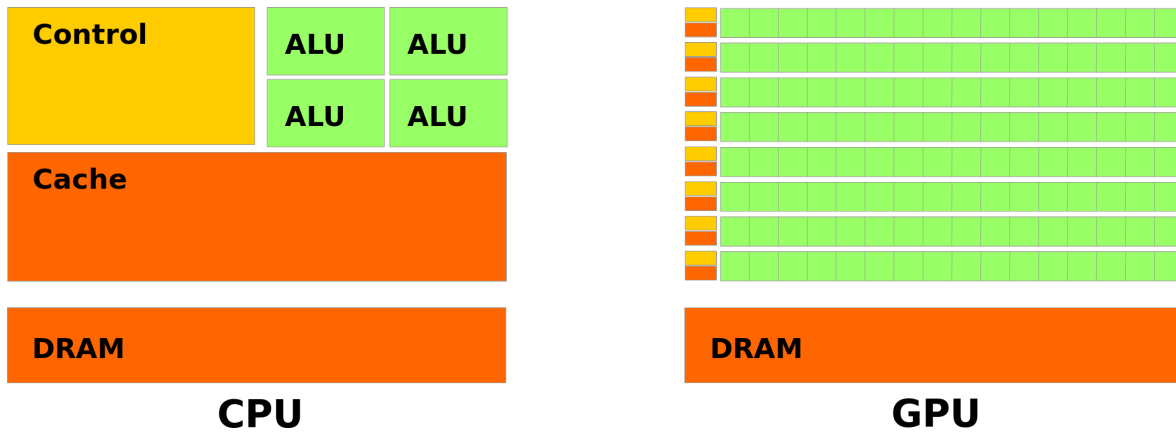 Control
ALU ALU
ALU ALU
Cache
DRAM
CPU
DRAM
GPU